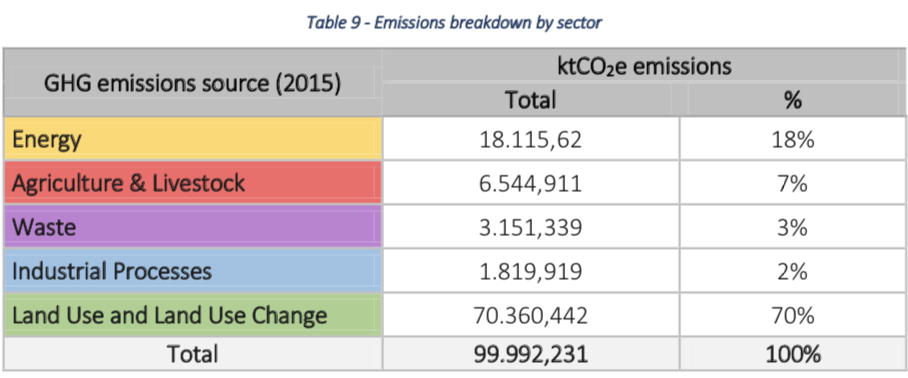 Table 9 - Emissions breakdown by sector
GHG emissions source (2015) ktCO₂e emissions
Total %
Energy 18.115,62 18%
Agriculture & Livestock 6.544,911 7%
Waste 3.151,339 3%
Industrial Processes 1.819,919 2%
Land Use and Land Use Change 70.360,442 70%
Total 99.992,231 100%